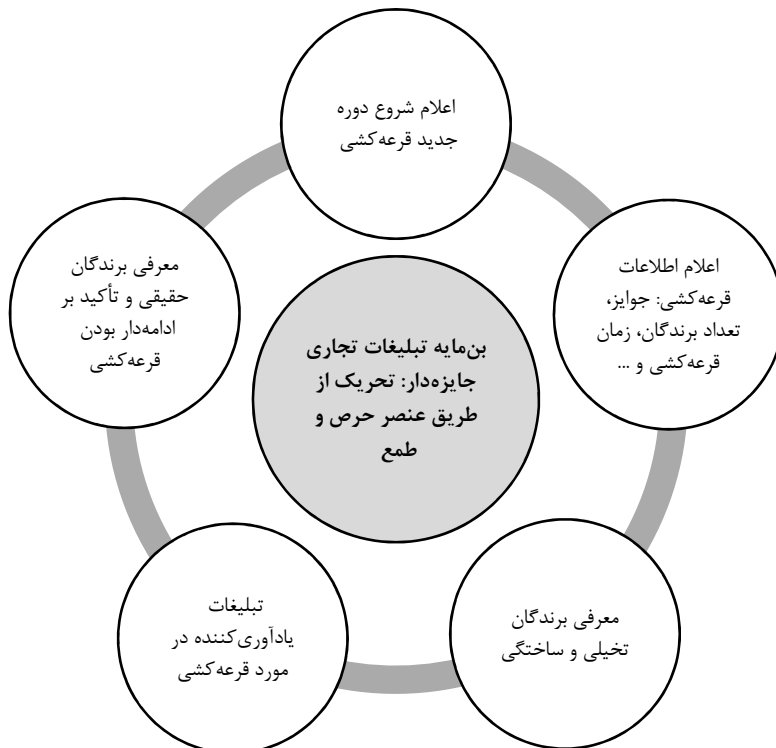 اعلام شروع دوره
جدید قرعه‌کشی
اعلام اطلاعات
قرعه‌کشی: جوایز،
تعداد برندگان، زمان
قرعه‌کشی و ...
معرفی برندگان
تخیلی و ساختگی
تبلیغات
یادآوری‌کننده در
مورد قرعه‌کشی
معرفی برندگان
حقیقی و تأکید بر
ادامه‌دار بودن
قرعه‌کشی
بن‌مایه تبلیغات تجاری
جایزه‌دار: تحریک از
طریق عنصر حرص و
طمع